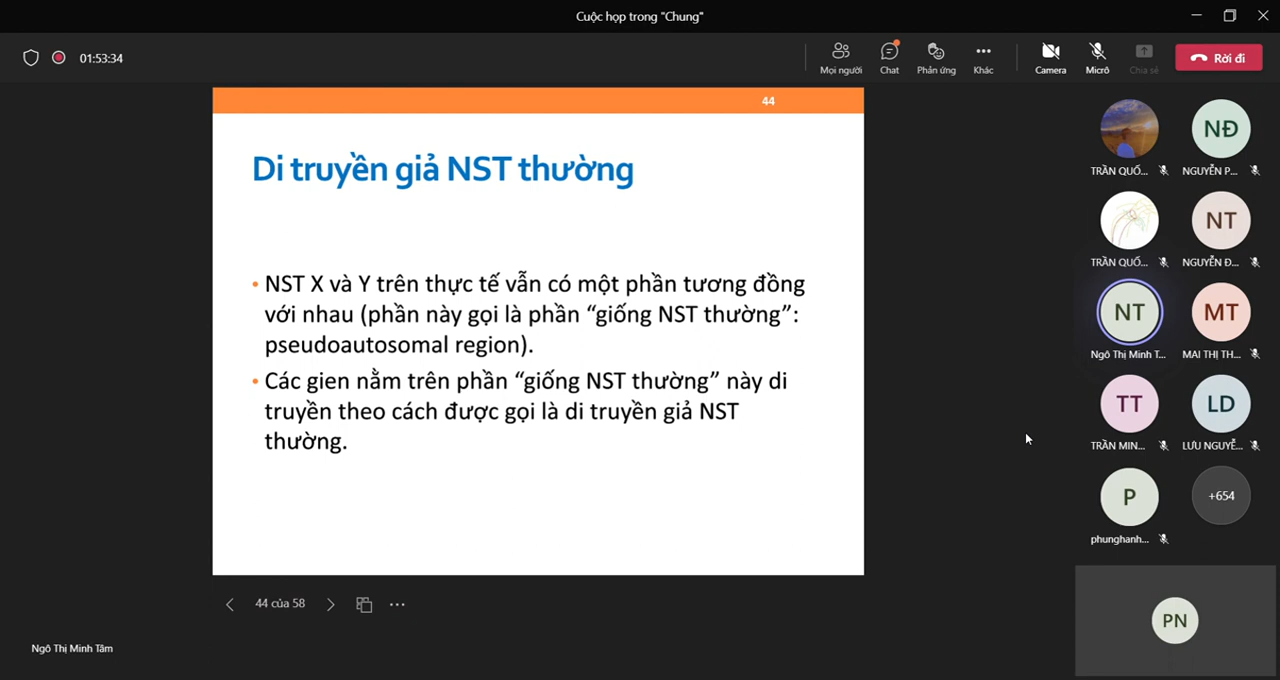 Cuộc họp trong "Chung"
01:53:34
Mọi người
Chat
Phản ứng
Khác
Camera
Micrô
Chia sẻ
Rời đi
44
Di truyền giả NST thường
• NST X và Y trên thực tế vẫn có một phần tương đồng
với nhau (phần này gọi là phần “giống NST thường”:
pseudoautosomal region).
• Các gien nằm trên phần “giống NST thường” này di
truyền theo cách được gọi là di truyền giả NST
thường.
44 của 58
Ngô Thị Minh Tâm
NĐ
TRẦN QUỐ...
NGUYỄN P...
NT
TRẦN QUỐ...
NGUYỄN Đ...
NT
MT
Ngô Thị Minh T...
MAI THỊ TH...
TT
LD
TRẦN MIN...
LƯU NGUYỄ...
P
+654
phunghanh...
PN